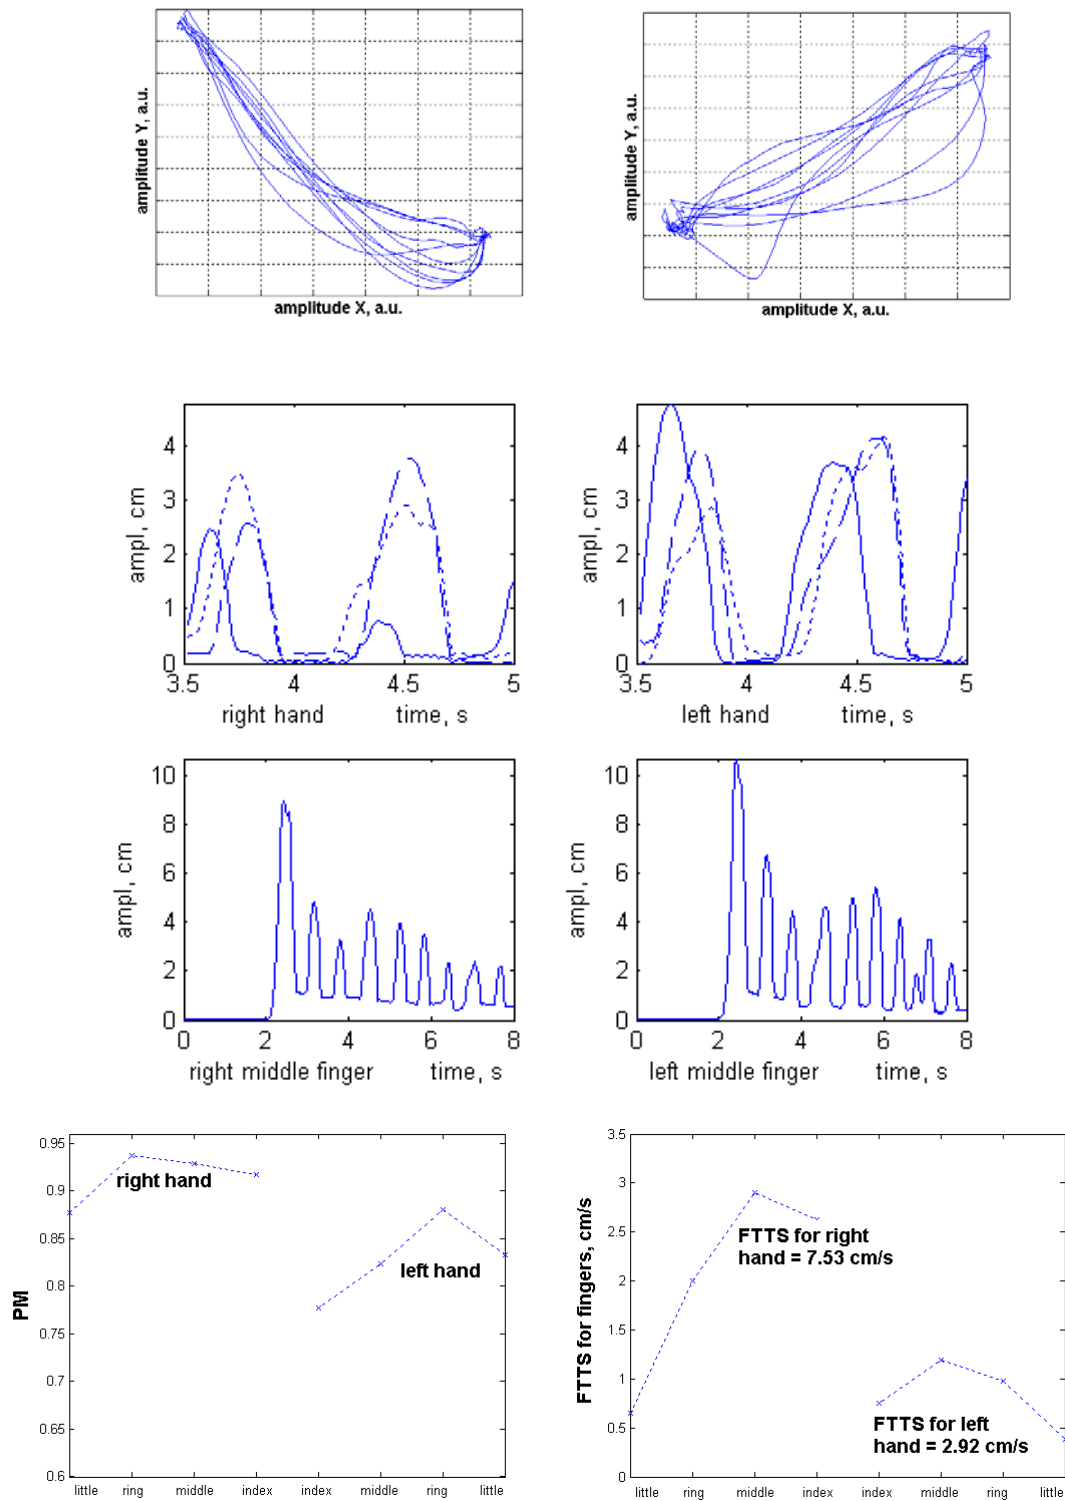 amplitude Y, a.u.
amplitude X, a.u.
amplitude Y, a.u.
amplitude X, a.u.
ampl, cm
4
3
2
1
0
3.5 4 4.5 5
right hand time, s
ampl, cm
4
3
2
1
0
3.5 4 4.5 5
left hand time, s
ampl, cm
10
8
6
4
2
0
0 2 4 6 8
right middle finger time, s
ampl, cm
10
8
6
4
2
0
0 2 4 6 8
left middle finger time, s
PM
0.95
0.9
0.85
0.8
0.75
0.7
0.65
0.6
right hand
left hand
little ring middle index index middle ring little
FTTS for fingers, cm/s
3.5
3
2.5
2
1.5
1
0.5
0
FTTS for right
hand = 7.53 cm/s
FTTS for left
hand = 2.92 cm/s
little ring middle index index middle ring little